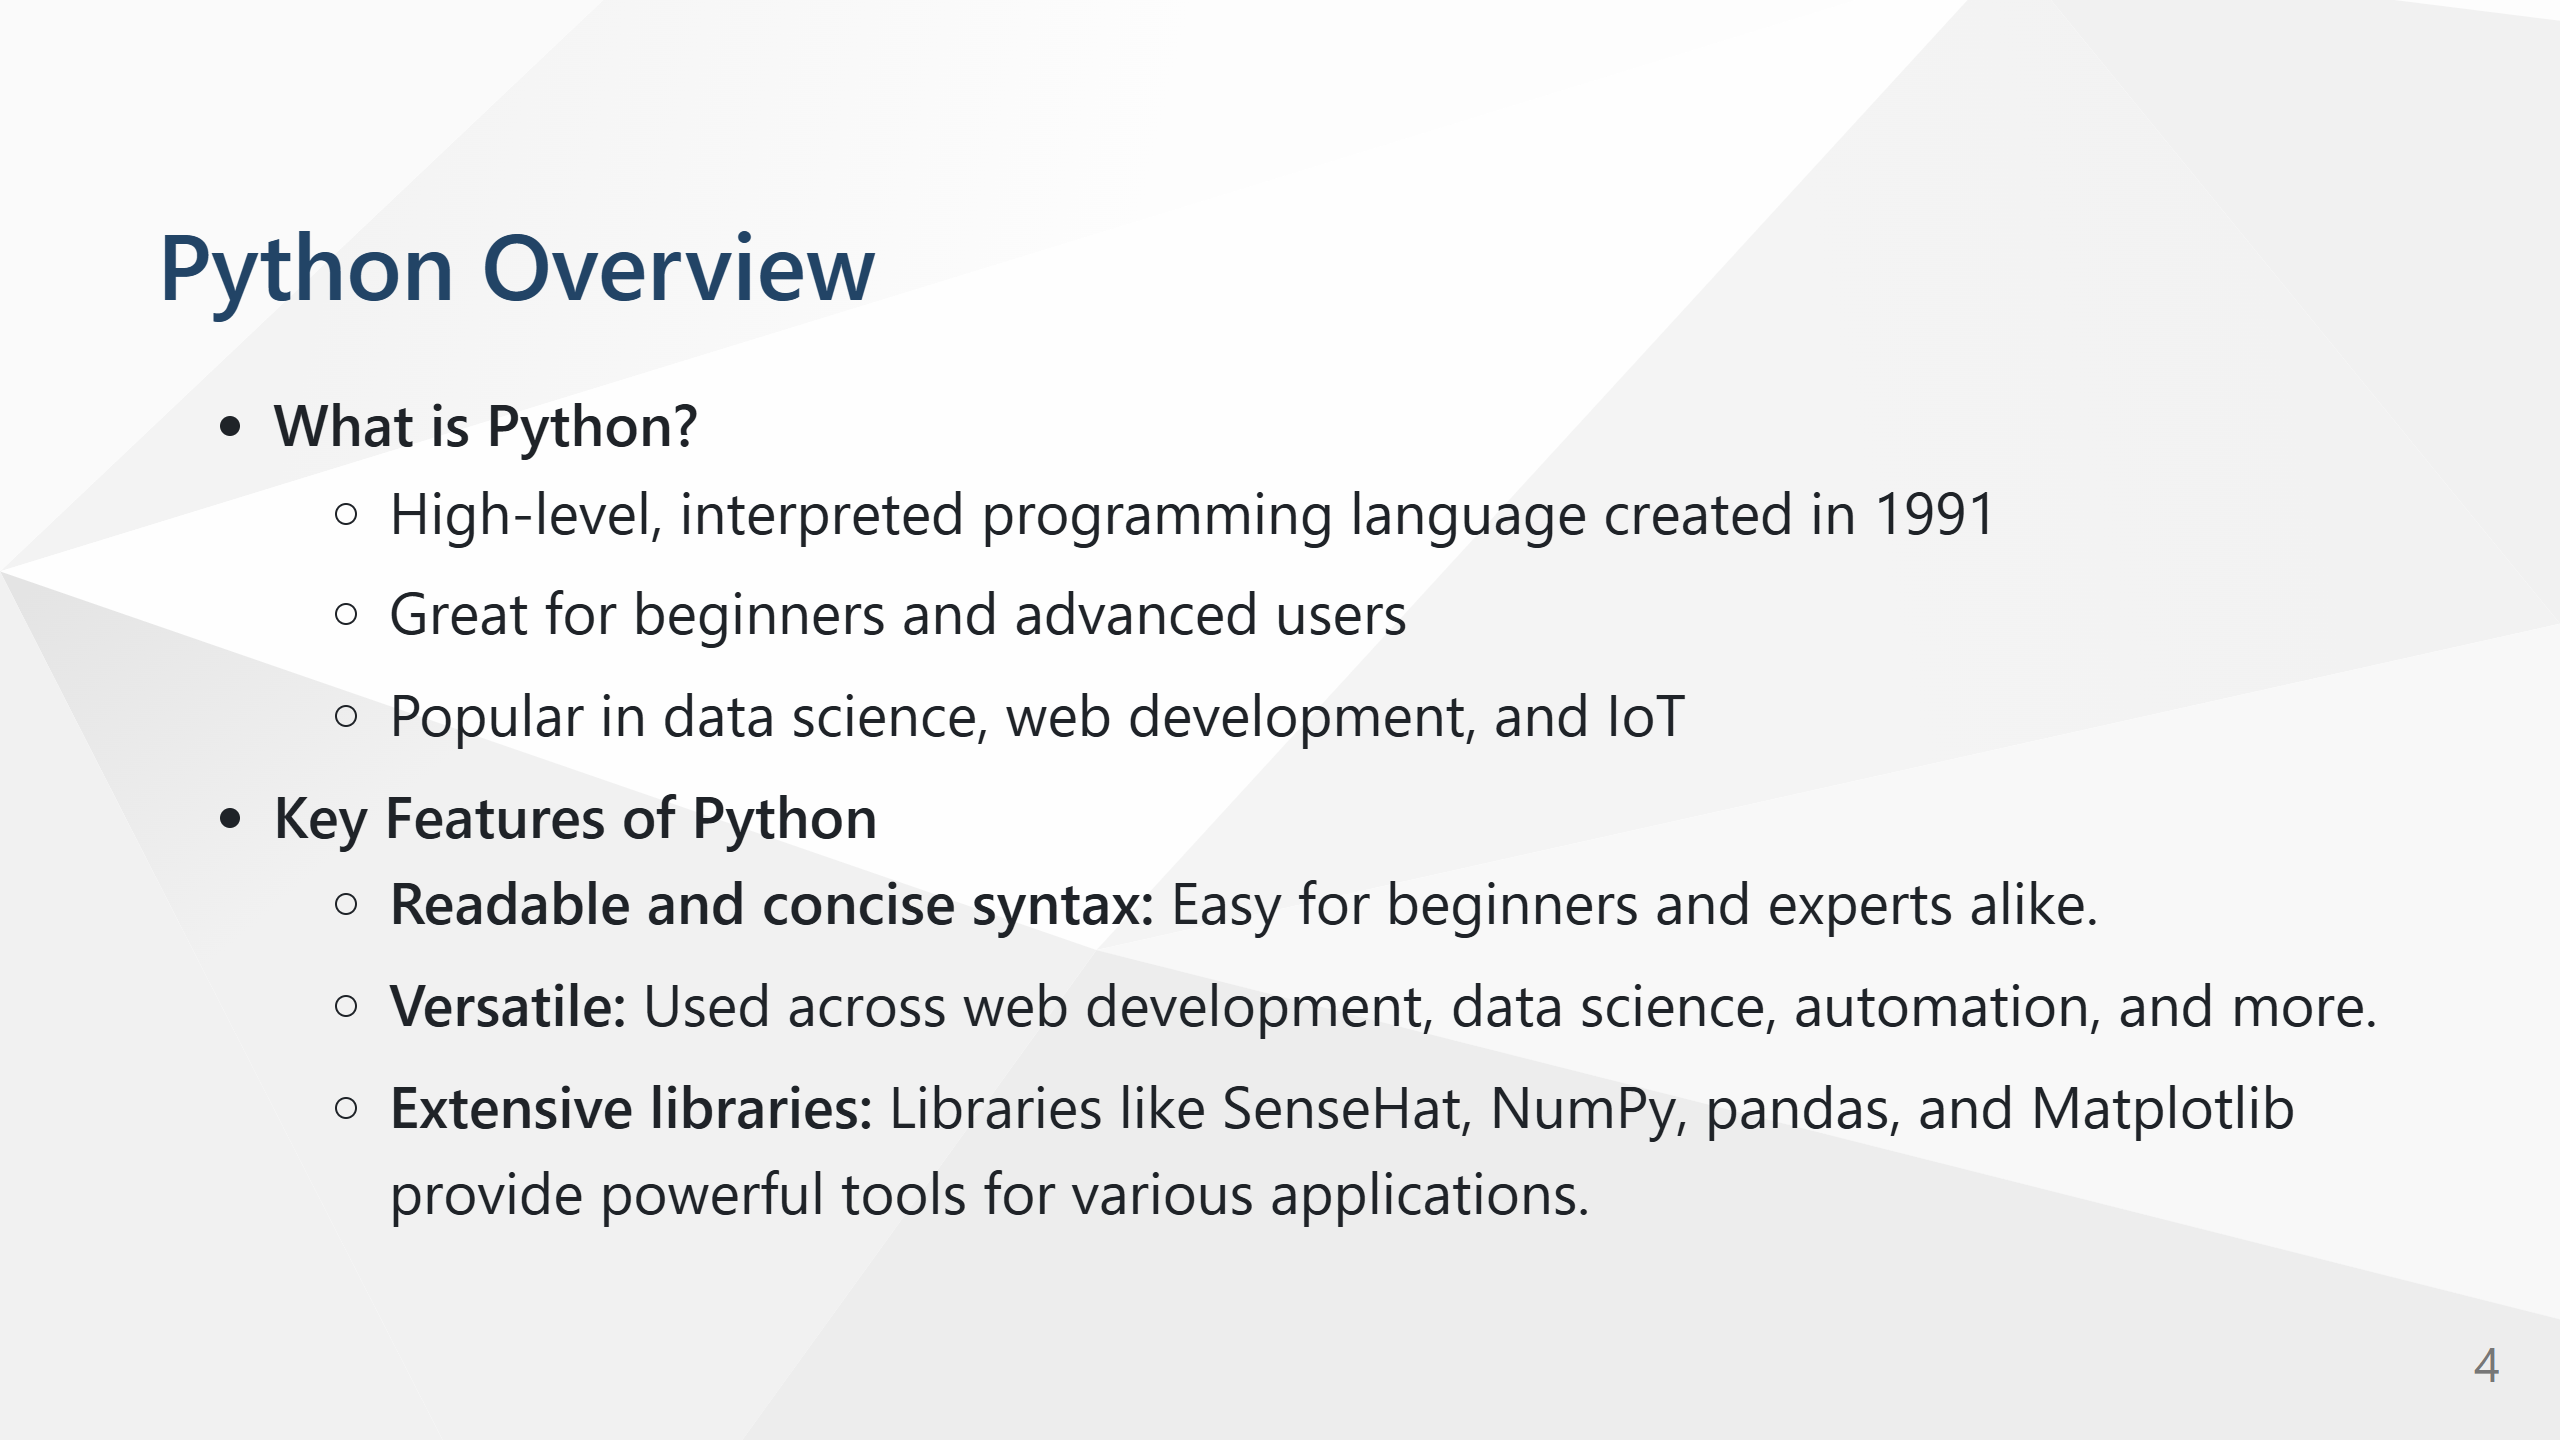 Python Overview
• What is Python?
○ High-level, interpreted programming language created in 1991
○ Great for beginners and advanced users
○ Popular in data science, web development, and IoT
• Key Features of Python
○ Readable and concise syntax: Easy for beginners and experts alike.
○ Versatile: Used across web development, data science, automation, and more.
○ Extensive libraries: Libraries like SenseHat, NumPy, pandas, and Matplotlib
provide powerful tools for various applications.
4